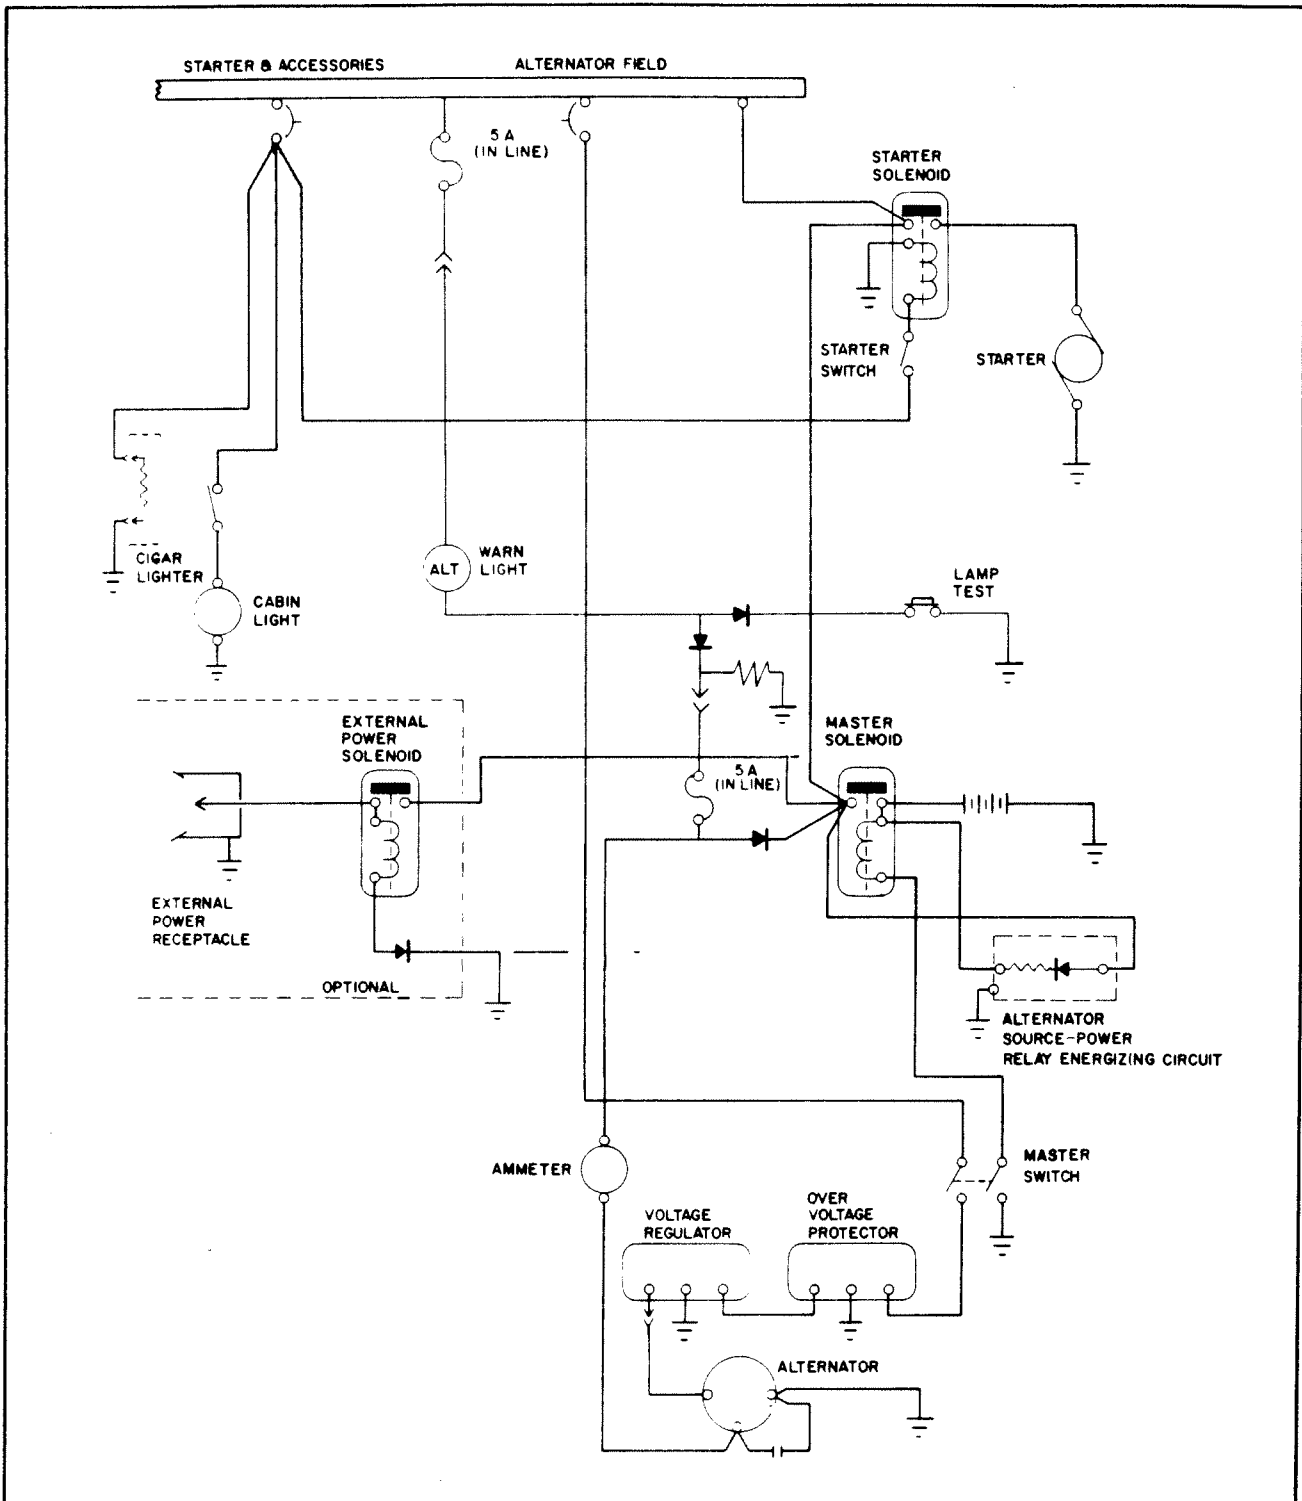 STARTER & ACCESSORIES
ALTERNATOR FIELD
5 A
(IN LINE)
STARTER
SOLENOID
STARTER
SWITCH
STARTER
CIGAR
LIGHTER
CABIN
LIGHT
ALT
WARN
LIGHT
LAMP
TEST
EXTERNAL
POWER
SOLENOID
MASTER
SOLENOID
5 A
(IN LINE)
EXTERNAL
POWER
RECEPTACLE
OPTIONAL
ALTERNATOR
SOURCE-POWER
RELAY ENERGIZING CIRCUIT
AMMETER
MASTER
SWITCH
VOLTAGE
REGULATOR
OVER
VOLTAGE
PROTECTOR
ALTERNATOR